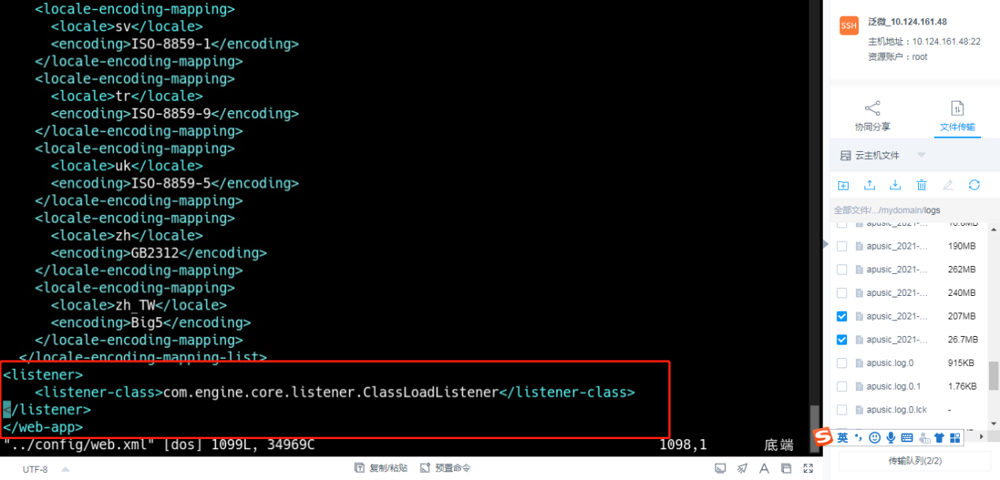 <locale-encoding-mapping>
<locale>sv</locale>
<encoding>ISO-8859-1</encoding>
</locale-encoding-mapping>
<locale-encoding-mapping>
<locale>tr</locale>
<encoding>ISO-8859-9</encoding>
</locale-encoding-mapping>
<locale-encoding-mapping>
<locale>uk</locale>
<encoding>ISO-8859-5</encoding>
</locale-encoding-mapping>
<locale-encoding-mapping>
<locale>zh</locale>
<encoding>GB2312</encoding>
</locale-encoding-mapping>
<locale-encoding-mapping>
<locale>zh_TW</locale>
<encoding>Big5</encoding>
</locale-encoding-mapping>
</locale-encoding-mapping-list>
<listener>
<listener-class>com.engine.core.listener.ClassLoadListener</listener-class>
</listener>
</web-app>
"../config/web.xml" [dos] 1099L, 34969C 1098,1 底端
UTF-8 复制/粘贴 预置命令
SSH 泛微_10.124.161.48
主机地址：10.124.161.48:22
资源账户：root
协同分享 文件传输
云主机文件
全部文件/.../mydomain/logs
apusic_2021-...
apusic_2021-... 190MB
apusic_2021-... 262MB
apusic_2021-... 240MB
apusic_2021-... 207MB
apusic_2021-... 26.7MB
apusic.log.0 915KB
apusic.log.0.1 1.76KB
apusic.log.0.lck -
S 英
传输队列(2/2)